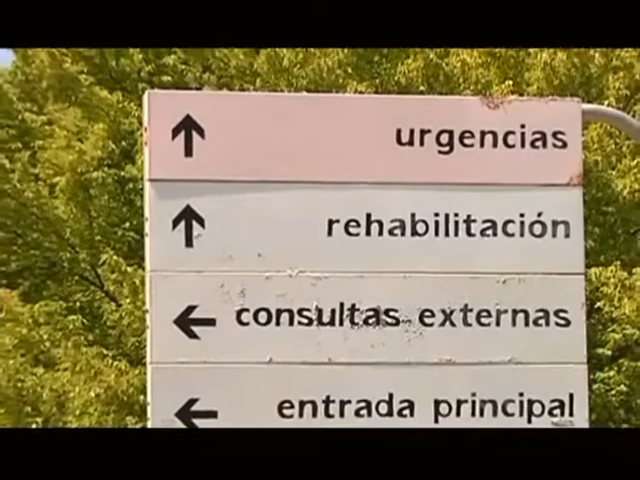 urgencias
rehabilitación
consultas externas
entrada principal